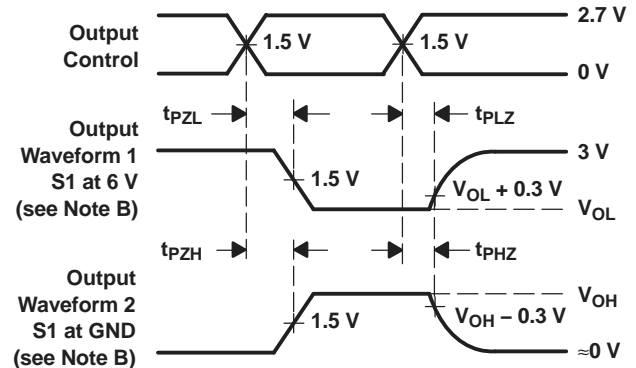 2.7 V
Output
Control
1.5 V
1.5 V
0 V
tPZL
tPLZ
Output
Waveform 1
S1 at 6 V
(see Note B)
3 V
1.5 V
VOL + 0.3 V
VOL
tPZH
tPHZ
Output
Waveform 2
S1 at GND
(see Note B)
VOH
1.5 V
VOH – 0.3 V
≈0 V